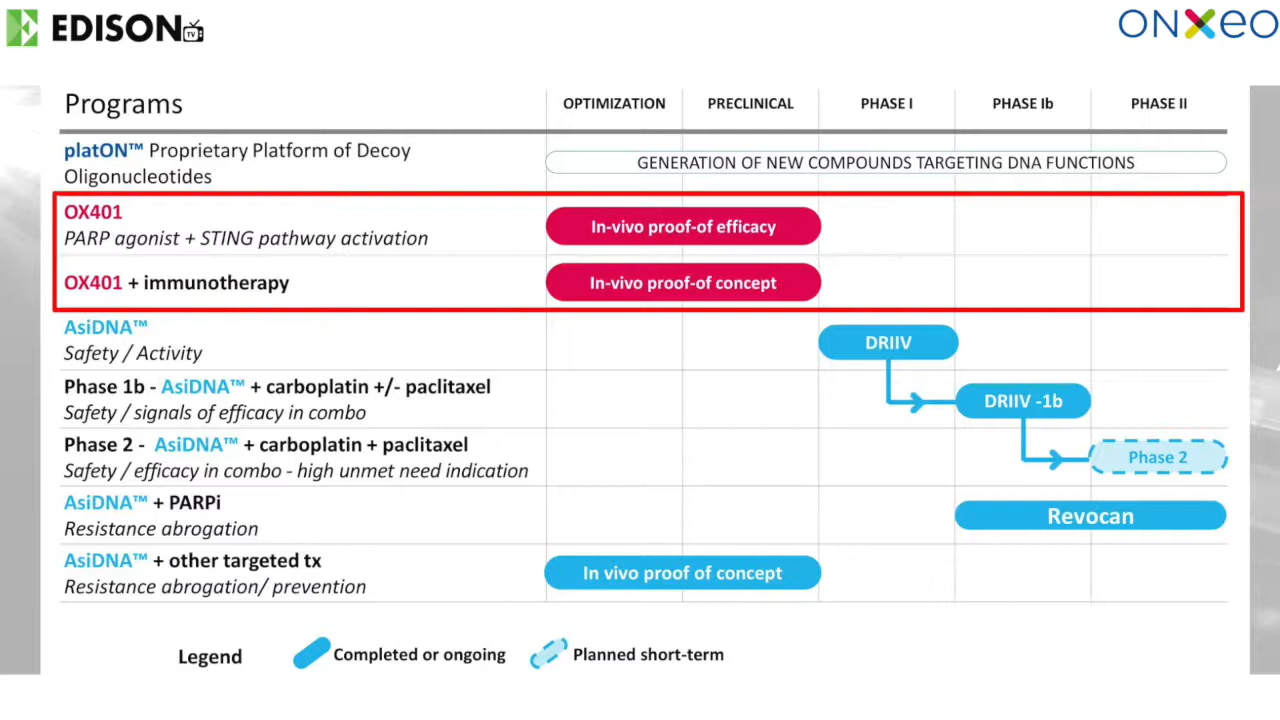 EDISON TV
ONXEO
Programs
OPTIMIZATION
PRECLINICAL
PHASE I
PHASE Ib
PHASE II
platON™ Proprietary Platform of Decoy
Oligonucleotides
GENERATION OF NEW COMPOUNDS TARGETING DNA FUNCTIONS
OX401
PARP agonist + STING pathway activation
In-vivo proof-of efficacy
OX401 + immunotherapy
In-vivo proof-of concept
AsiDNA™
Safety / Activity
DRIIV
Phase 1b - AsiDNA™ + carboplatin +/- paclitaxel
Safety / signals of efficacy in combo
DRIIV -1b
Phase 2 - AsiDNA™ + carboplatin + paclitaxel
Safety / efficacy in combo - high unmet need indication
Phase 2
AsiDNA™ + PARPi
Resistance abrogation
Revocan
AsiDNA™ + other targeted tx
Resistance abrogation/ prevention
In vivo proof of concept
Legend
Completed or ongoing
Planned short-term